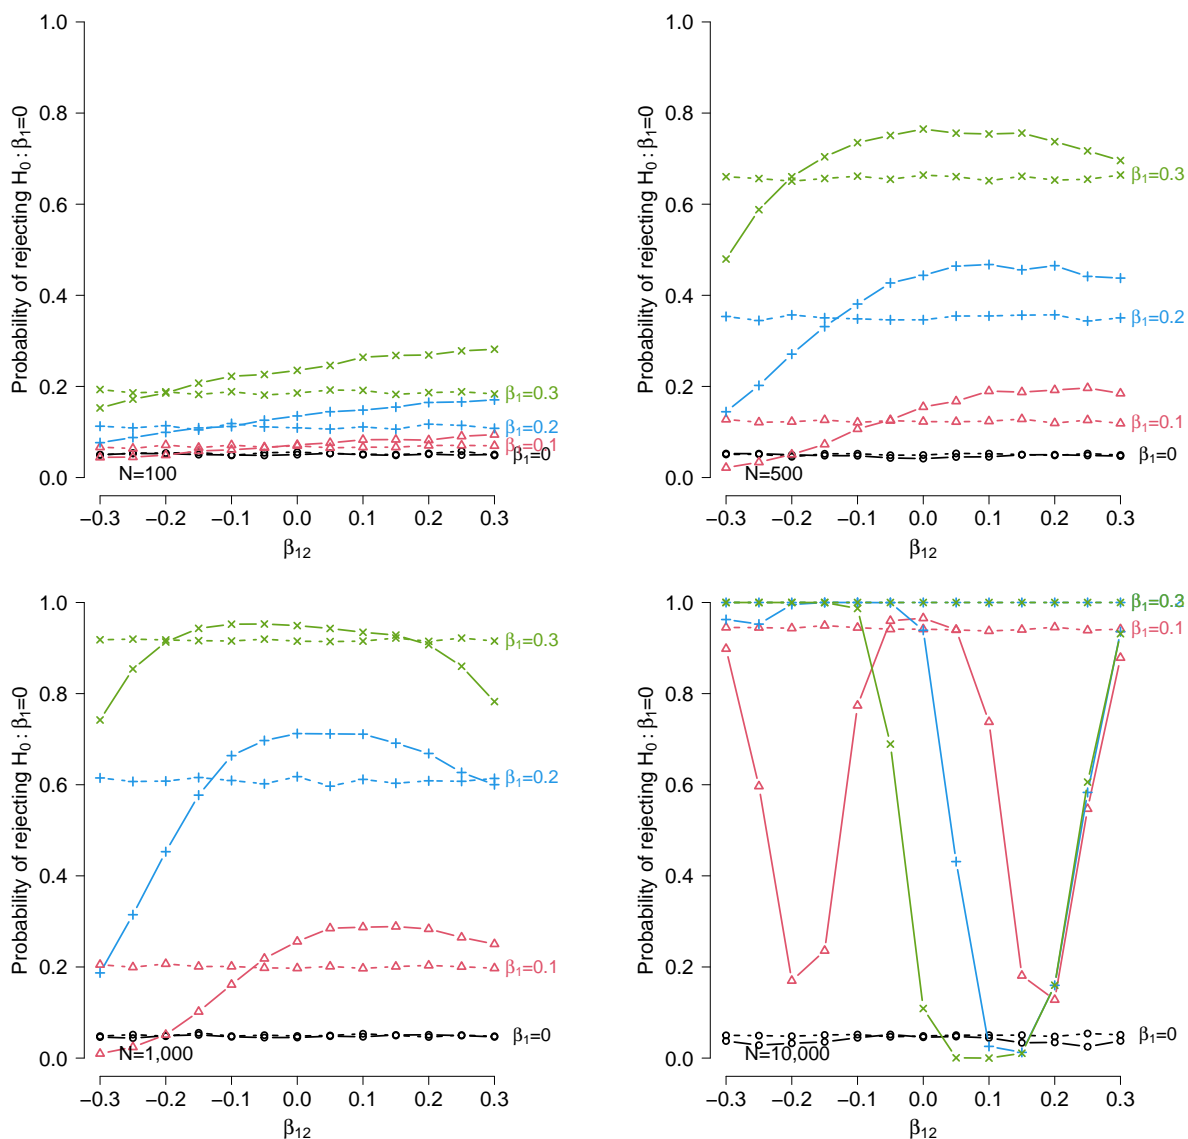 1.0
0.8
0.6
0.4
0.2
0.0
Probability of rejecting H₀ : β₁=0
β₁=0.3
β₁=0.2
β₁=0.1
β₁=0
N=100
−0.3 −0.2 −0.1 0.0 0.1 0.2 0.3
β₁₂
1.0
0.8
0.6
0.4
0.2
0.0
Probability of rejecting H₀ : β₁=0
β₁=0.3
β₁=0.2
β₁=0.1
β₁=0
N=500
−0.3 −0.2 −0.1 0.0 0.1 0.2 0.3
β₁₂
1.0
0.8
0.6
0.4
0.2
0.0
Probability of rejecting H₀ : β₁=0
β₁=0.3
β₁=0.2
β₁=0.1
β₁=0
N=1,000
−0.3 −0.2 −0.1 0.0 0.1 0.2 0.3
β₁₂
1.0
0.8
0.6
0.4
0.2
0.0
Probability of rejecting H₀ : β₁=0
β₁=0.3
β₁=0.1
β₁=0
N=10,000
−0.3 −0.2 −0.1 0.0 0.1 0.2 0.3
β₁₂